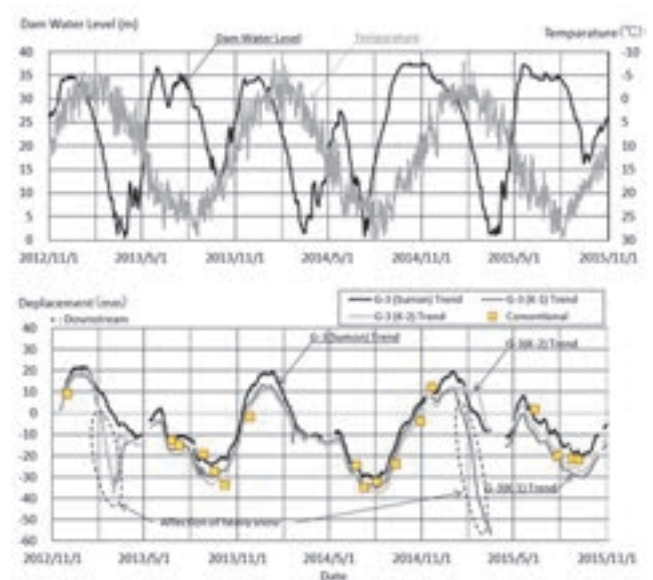 Dam Water Level (m)
Temparature (℃)
Dam Water Level
Temparature
40
35
30
25
20
15
10
5
0
-10
-5
0
5
10
15
20
25
30
2012/11/1 2013/5/1 2013/11/1 2014/5/1 2014/11/1 2015/5/1 2015/11/1
Deplacement (mm)
+ : Downstream
G-3 (Sumon) Trend
G-3 (K-1) Trend
G-3 (K-2) Trend
Conventional
G-3(Sumon) Trend
G-3(K-2) Trend
G-3(K-1) Trend
Affection of heavy snow
40
30
20
10
0
-10
-20
-30
-40
-50
-60
2012/11/1 2013/5/1 2013/11/1 2014/5/1 2014/11/1 2015/5/1 2015/11/1
Date